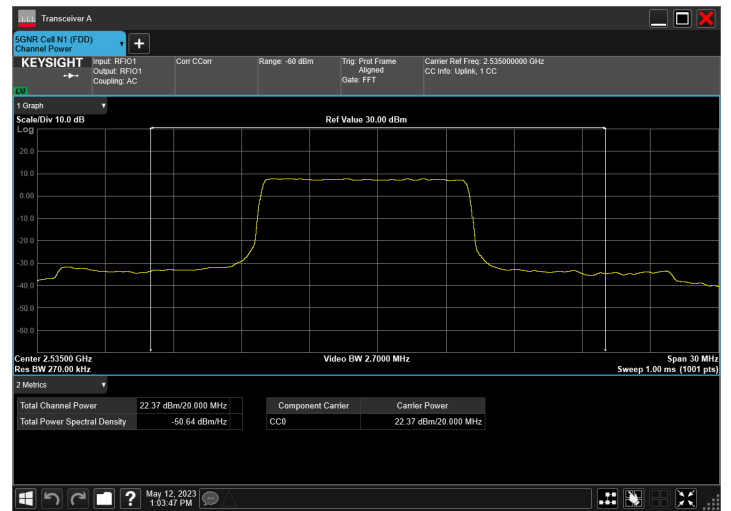 Transceiver A
5GNR Cell N1 (FDD)
Channel Power
KEYSIGHT
LXI
Input: RFIO1
Output: RFIO1
Coupling: AC
Corr CCorr
Range: -60 dBm
Trig: Prot Frame
Aligned
Gate: FFT
Carrier Ref Freq: 2.535000000 GHz
CC Info: Uplink, 1 CC
1 Graph
Scale/Div 10.0 dB
Ref Value 30.00 dBm
Log
20.0
10.0
0.00
-10.0
-20.0
-30.0
-40.0
-50.0
-60.0
Center 2.53500 GHz
Video BW 2.7000 MHz
Span 30 MHz
Res BW 270.00 kHz
Sweep 1.00 ms (1001 pts)
2 Metrics
Total Channel Power 22.37 dBm/20.000 MHz
Total Power Spectral Density -50.64 dBm/Hz
Component Carrier Carrier Power
CC0 22.37 dBm/20.000 MHz
?
May 12, 2023
1:03:47 PM